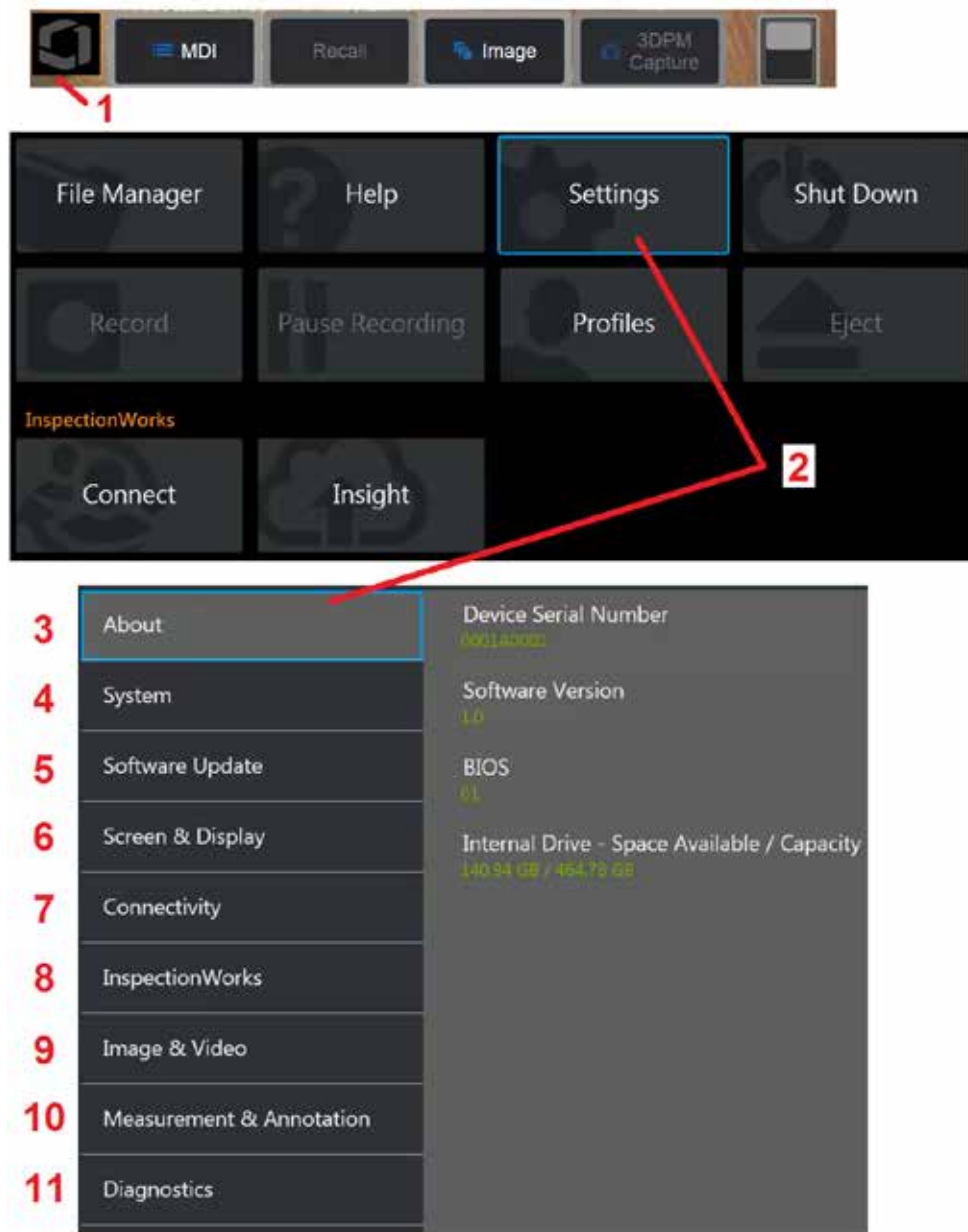 MDI
Recall
Image
3DPM
Capture
1
File Manager
Help
Settings
Shut Down
Record
Pause Recording
Profiles
Eject
InspectionWorks
Connect
Insight
2
3 About
Device Serial Number
4 System
Software Version
1.0
5 Software Update
BIOS
01
6 Screen & Display
Internal Drive - Space Available / Capacity
140.94 GB / 464.78 GB
7 Connectivity
8 InspectionWorks
9 Image & Video
10 Measurement & Annotation
11 Diagnostics